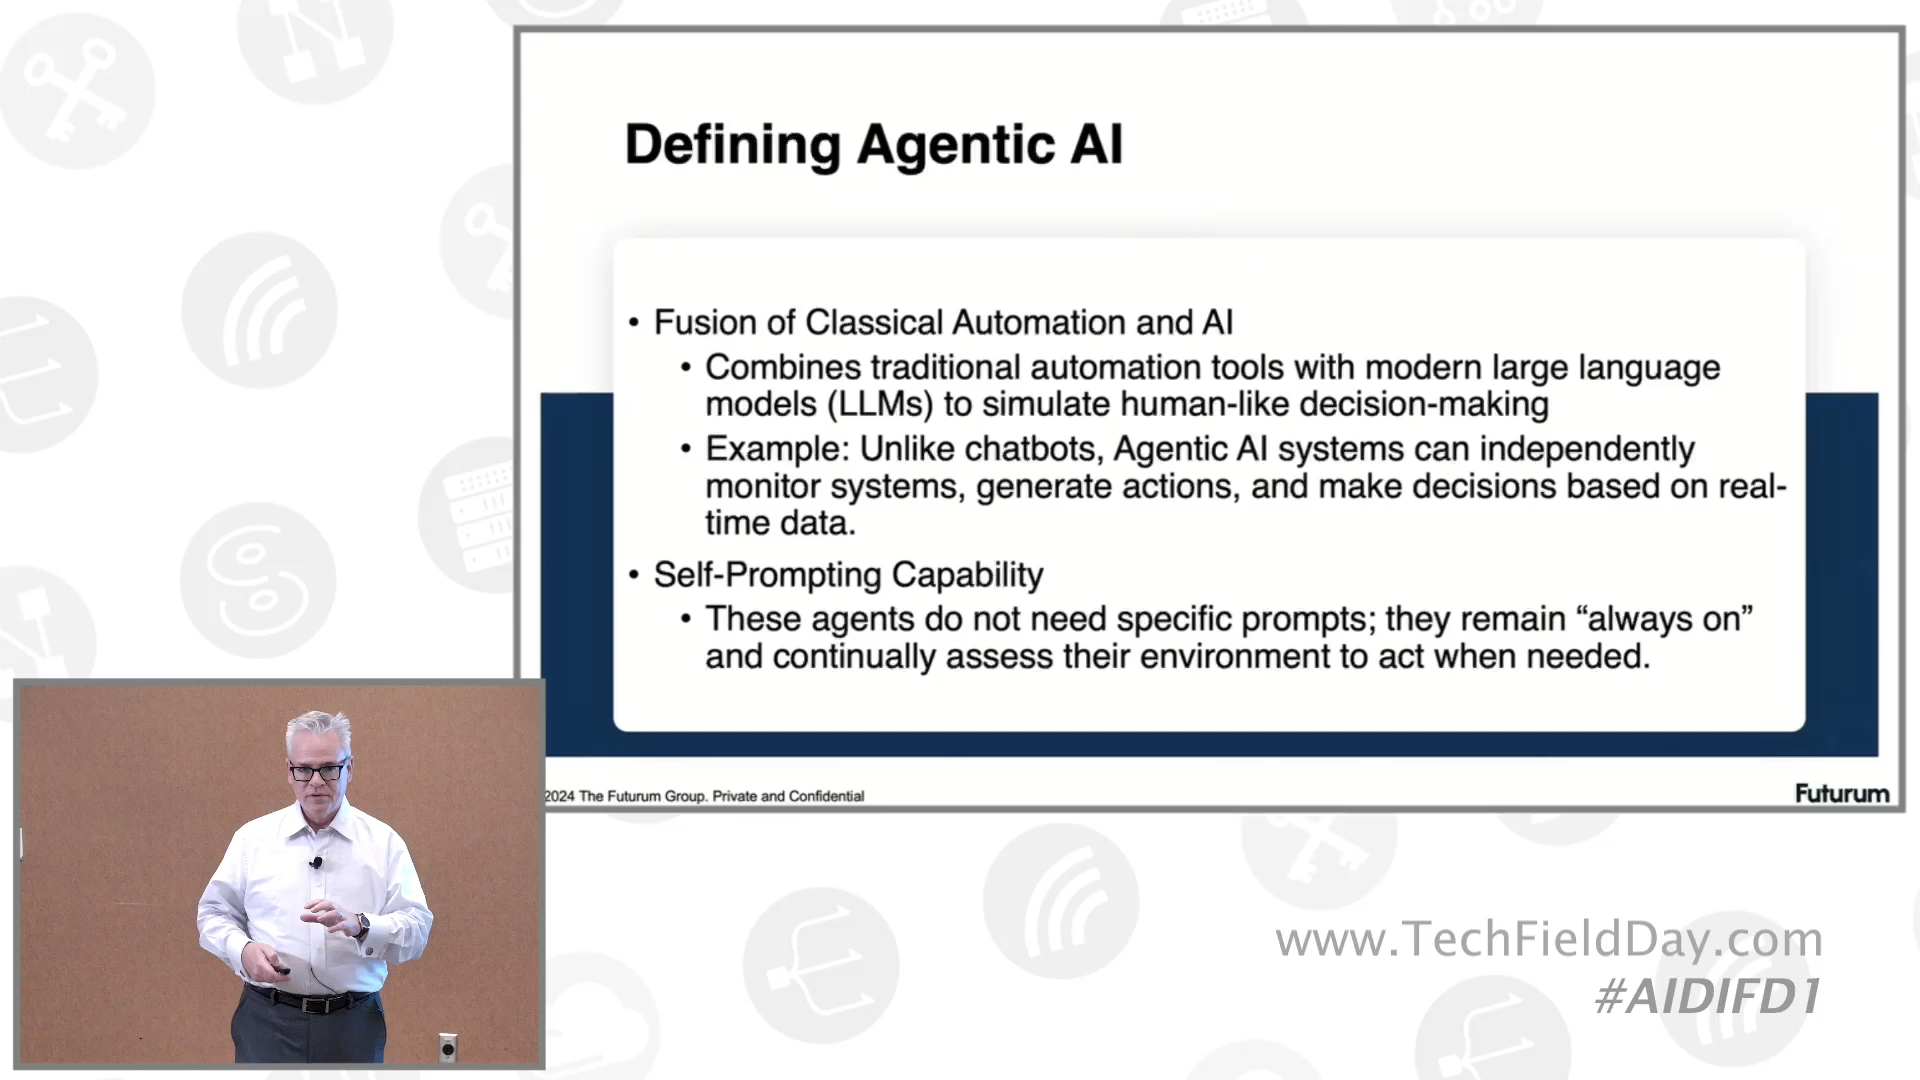 Defining Agentic AI
• Fusion of Classical Automation and AI
• Combines traditional automation tools with modern large language
models (LLMs) to simulate human-like decision-making
• Example: Unlike chatbots, Agentic AI systems can independently
monitor systems, generate actions, and make decisions based on real-
time data.
• Self-Prompting Capability
• These agents do not need specific prompts; they remain “always on”
and continually assess their environment to act when needed.
2024 The Futurum Group. Private and Confidential
Futurum
www.TechFieldDay.com
#AIDIFD1